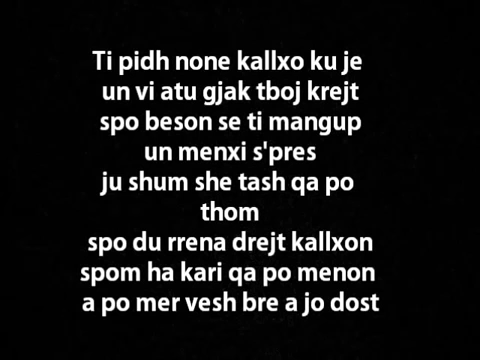 Ti pidh none kallxo ku je
un vi atu gjak tboj krejt
spo beson se ti mangup
un menxi s'pres
ju shum she tash qa po
thom
spo du rrena drejt kallxon
spom ha kari qa po menon
a po mer vesh bre a jo dost